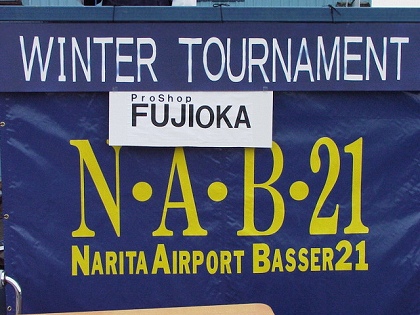 WINTER TOURNAMENT
ProShop
FUJIOKA
N·A·B·21
NARITA AIRPORT BASSER21